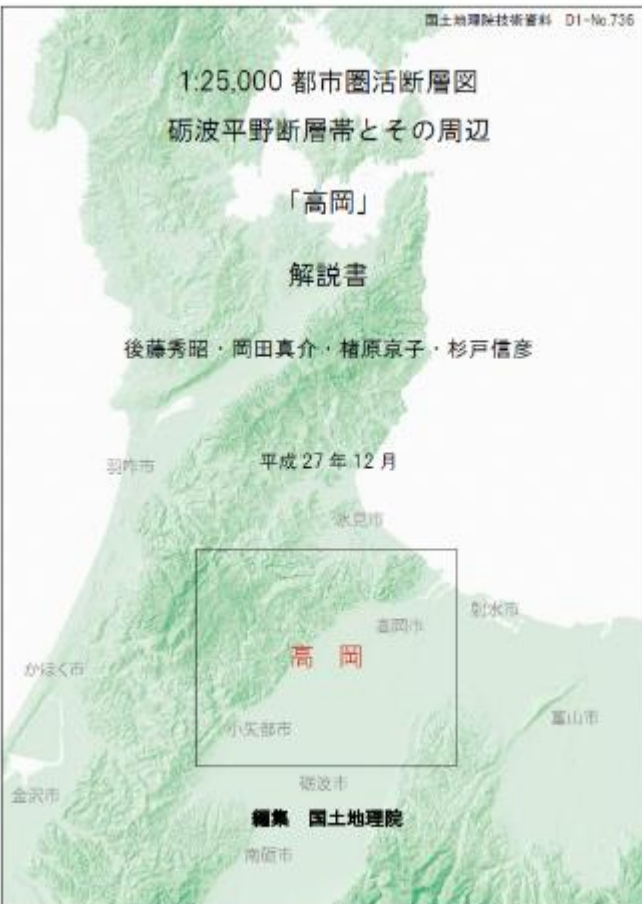 国土地理院技術資料 D1-No.736
1:25,000 都市圏活断層図
砺波平野断層帯とその周辺
「高岡」
解説書
後藤秀昭・岡田真介・楮原京子・杉戸信彦
平成 27 年 12 月
羽咋市
氷見市
射水市
高岡市
高 岡
かほく市
小矢部市
富山市
砺波市
金沢市
編集 国土地理院
南砺市